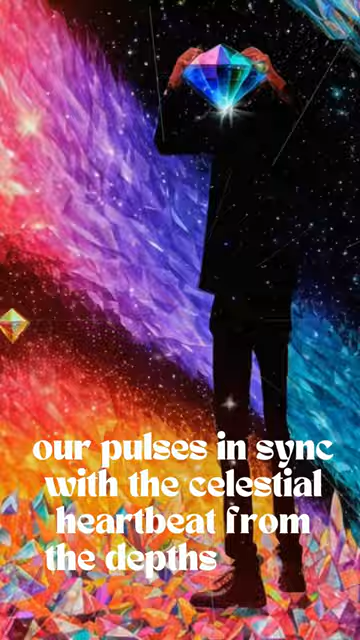 our pulses in sync
with the celestial
heartbeat from
the depths